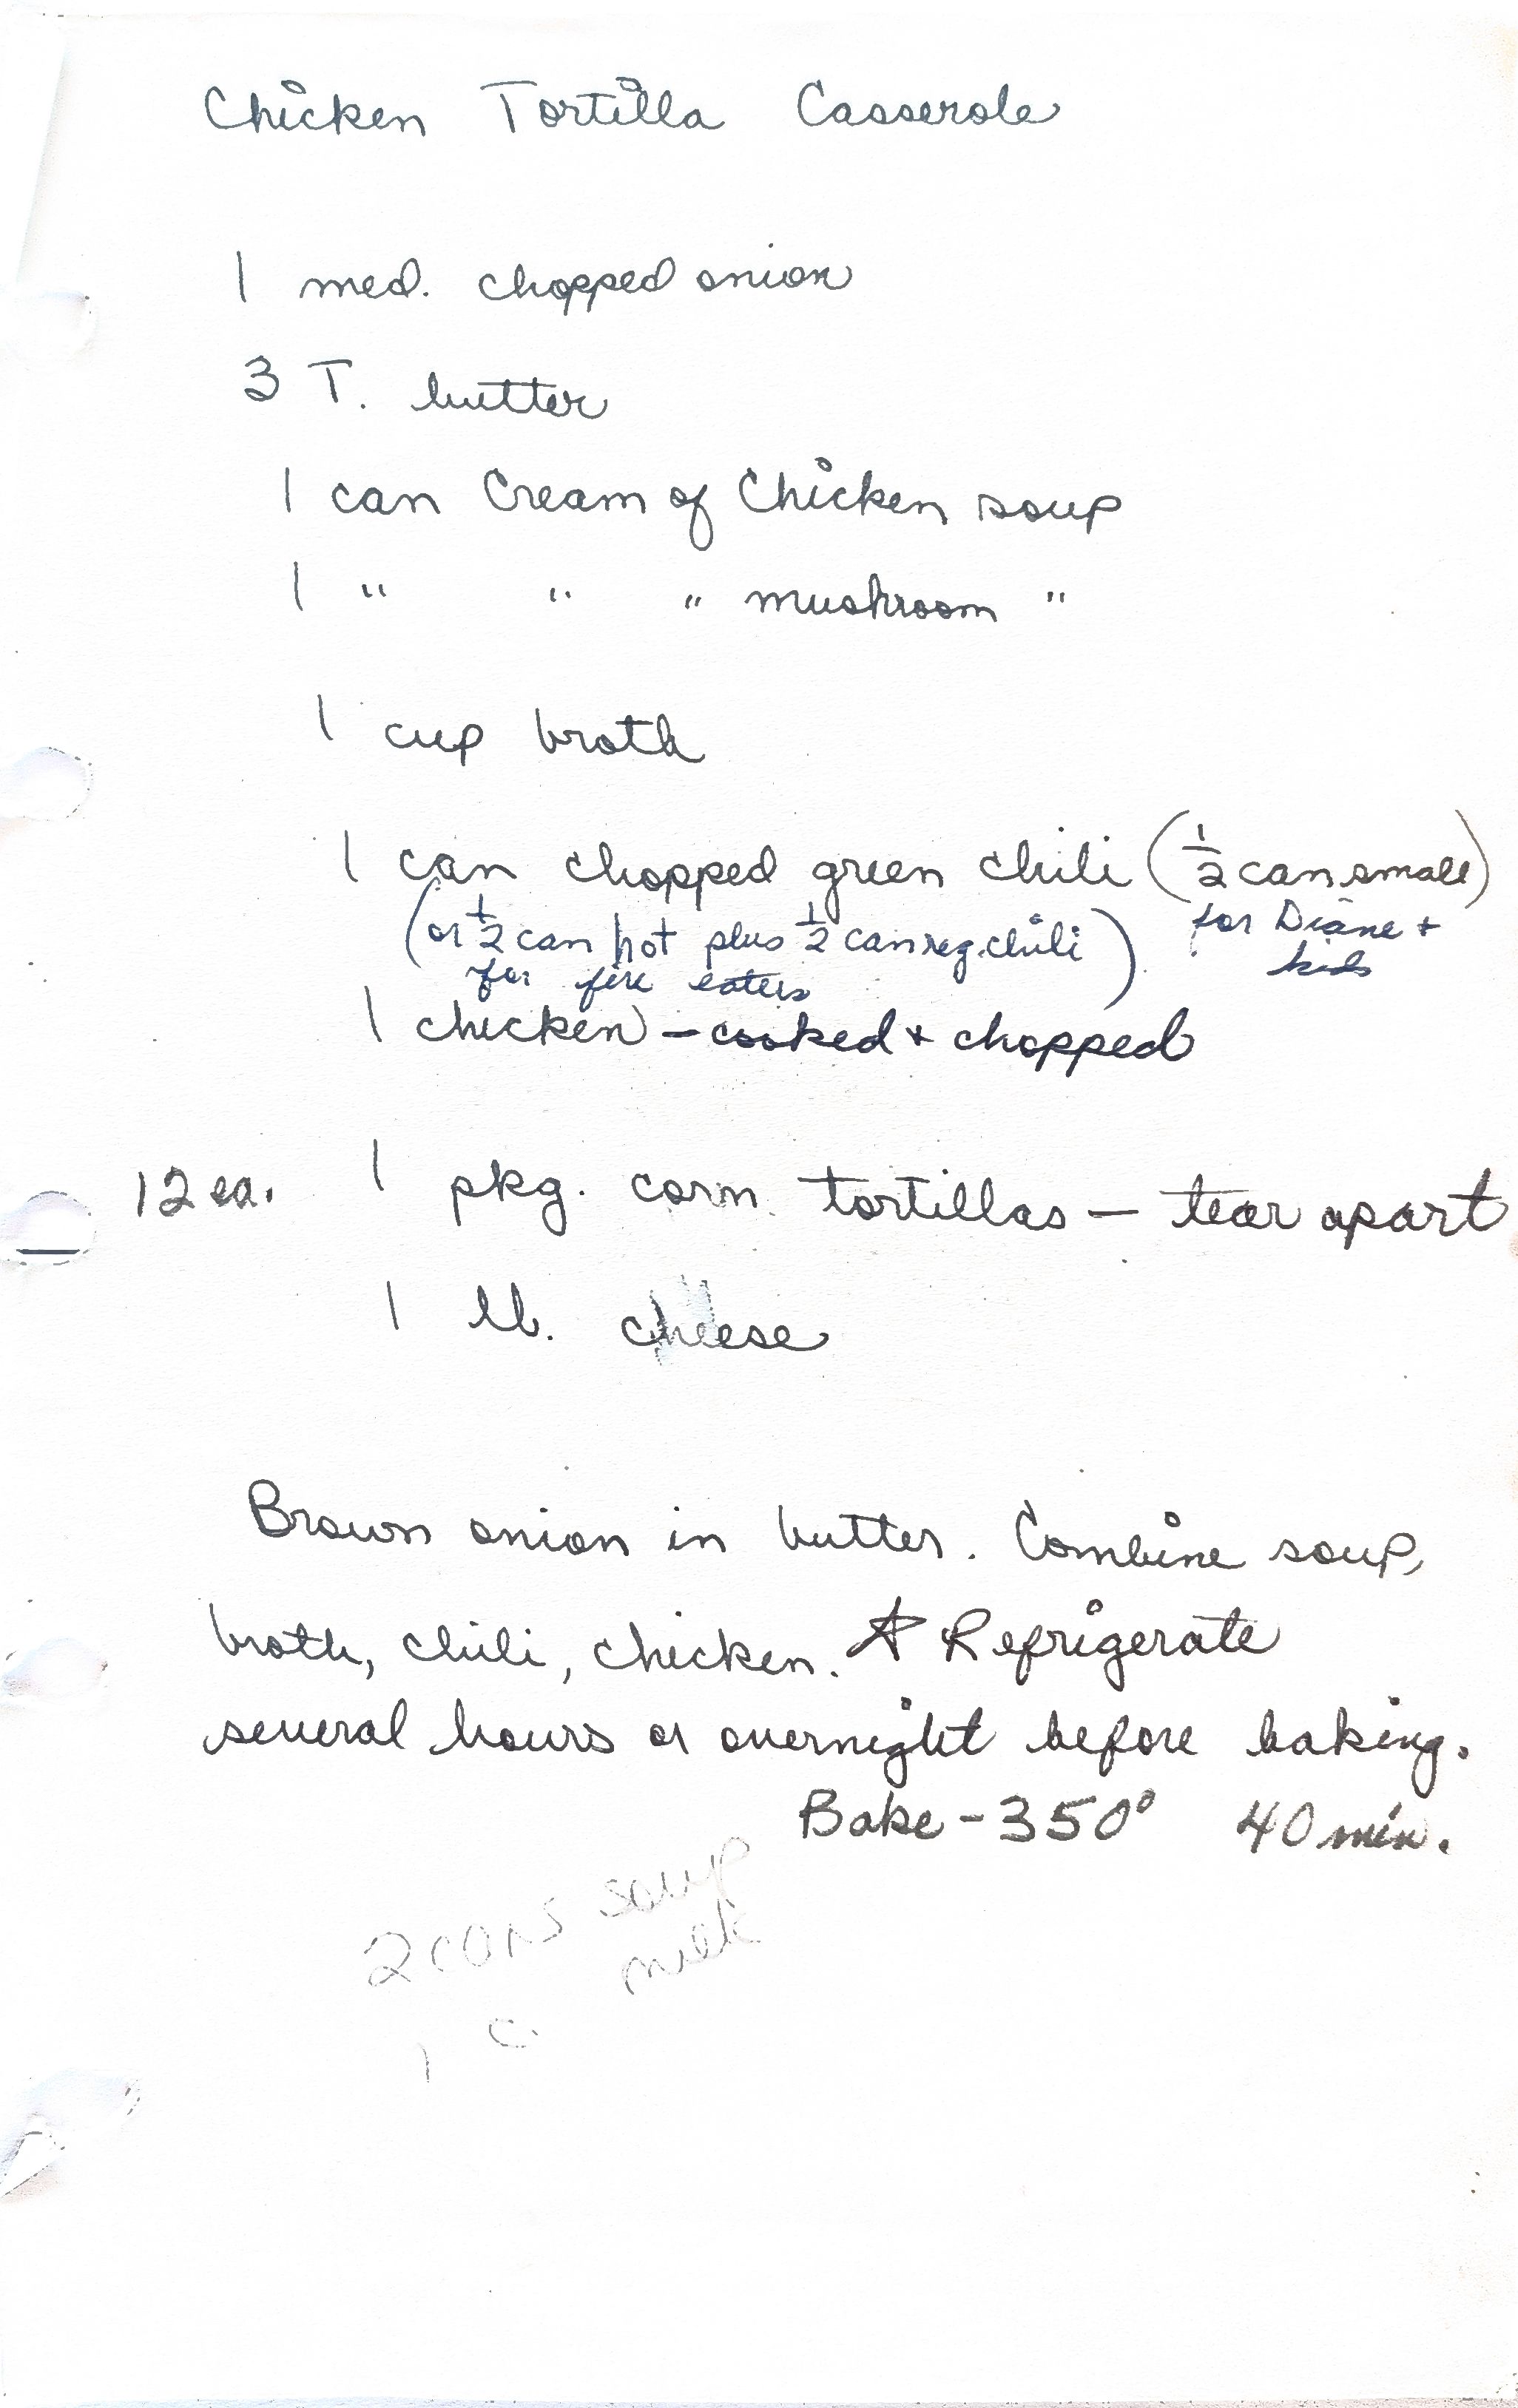 Chicken Tortilla Casserole
1 med. chopped onion
3 T. butter
1 can Cream of Chicken soup
1 " " " mushroom "
1 cup broth
1 can chopped green chili (1/2 can small)
for Diane +
kids
(or 1/2 can hot plus 1/2 can reg. chili)
for fire eaters
1 chicken - cooked + chopped
12 ea. 1 pkg. corn tortillas - tear apart
1 lb. cheese
Brown onion in butter. Combine soup,
broth, chili, chicken. Refrigerate
several hours or overnight before baking.
Bake - 350° 40 min.
2 cans soup
1 c. milk